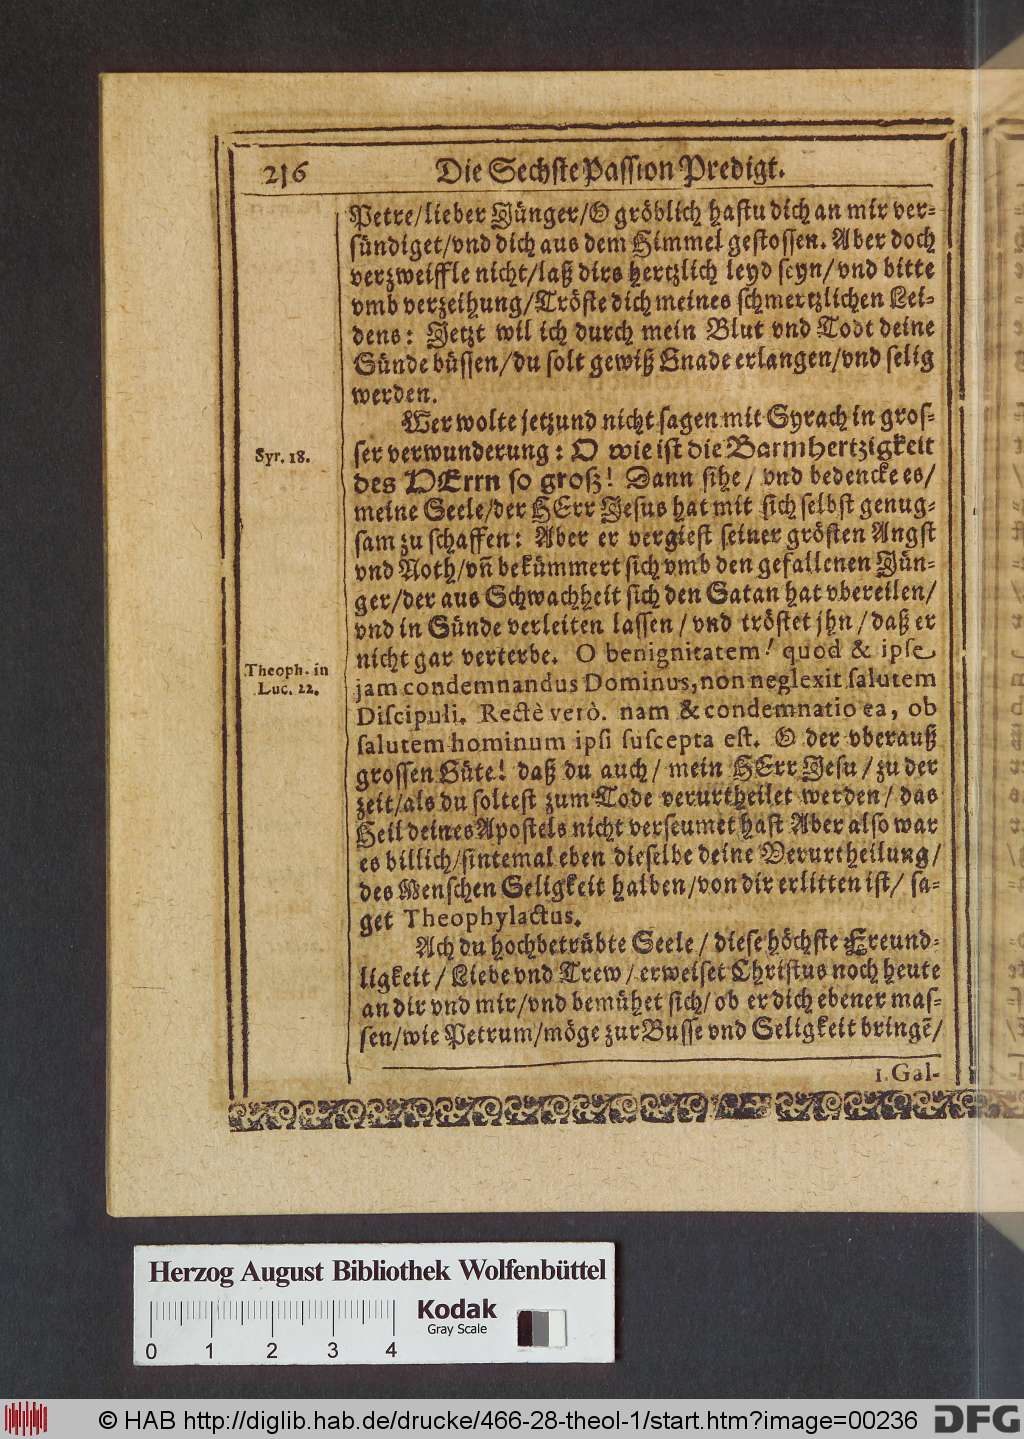 216
Die Sechste Passion Predigt.
Petre/lieber Jünger/O gröblich hastu dich an mir ver-
sündiget/vnd dich aus dem Himmel gestossen. Aber doch
verzweiffle nicht/laß dirs hertzlich leyd seyn/vnd bitte
vmb verzeihung/Tröste dich meines schmertzlichen Lei-
dens: Jetzt wil ich durch mein Blut vnd Todt deine
Sünde büssen/du solt gewiß Gnade erlangen/vnd selig
werden.
Wer wolte jetzund nicht sagen mit Syrach in gros-
Syr. 18.
ser verwunderung: O wie ist die Barmhertzigkeit
des HErrn so groß! Dann sihe/ vnd bedencke es/
meine Seele/der HErr Jesus hat mit sich selbst genug-
sam zu schaffen: Aber er vergiest seiner grösten Angst
vnd Noth/vñ bekümmert sich vmb den gefallenen Jün-
ger/der aus Schwachheit sich den Satan hat vbereilen/
vnd in Sünde verleiten lassen/ vnd tröstet jhn/daß er
nicht gar verterbe. O benignitatem! quod & ipse
Theoph. in
Luc. 22.
jam condemnandus Dominus, non neglexit salutem
Discipuli. Rectè verò. nam & condemnatio ea, ob
salutem hominum ipsi suscepta est. O der vberauß
grossen Güte! daß du auch/ mein HErr Jesu/zu der
zeit/als du soltest zum Tode verurtheilet werden/ das
Heil deines Apostels nicht verseumet hast Aber also war
es billich/sintemal eben dieselbe deine Verurtheilung/
des Menschen Seligkeit halben/von dir erlitten ist/ sa-
get Theophylactus.
Ach du hochbetrübte Seele/ diese höchste Freund-
ligkeit/ Liebe vnd Trew/erweiset Christus noch heute
an dir vnd mir/vnd bemühet sich/ob er dich ebener mas-
sen/wie Petrum/möge zur Busse vnd Seligkeit bringẽ/
1. Gal-
Herzog August Bibliothek Wolfenbüttel
Kodak
Gray Scale
0 1 2 3 4
© HAB http://diglib.hab.de/drucke/466-28-theol-1/start.htm?image=00236
DFG